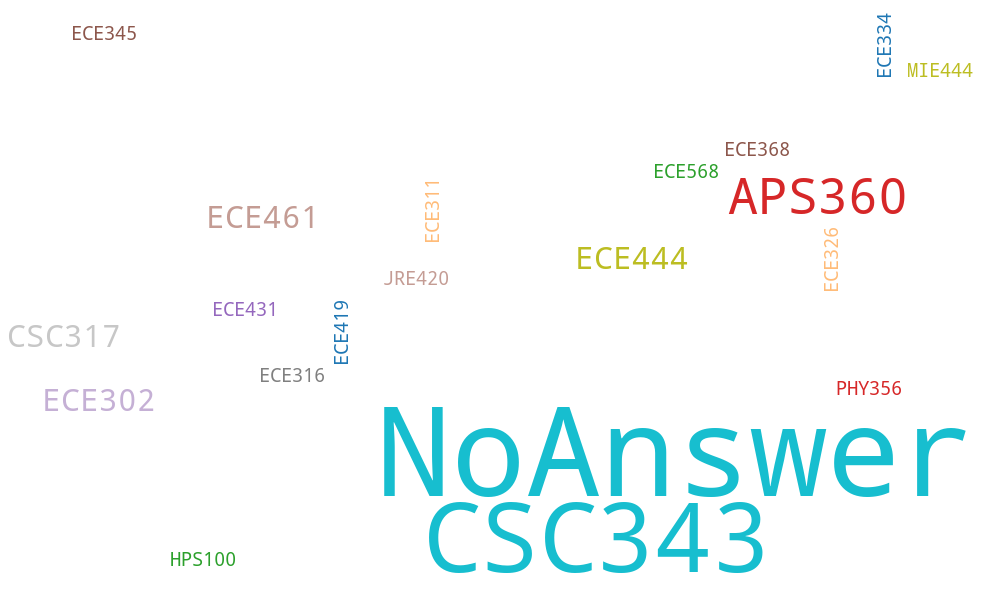 ECE345
ECE334
MIE444
ECE368
ECE568
APS360
ECE311
ECE461
ECE444
ECE326
JRE420
ECE431
ECE419
CSC317
ECE316
PHY356
ECE302
NoAnswer
CSC343
HPS100